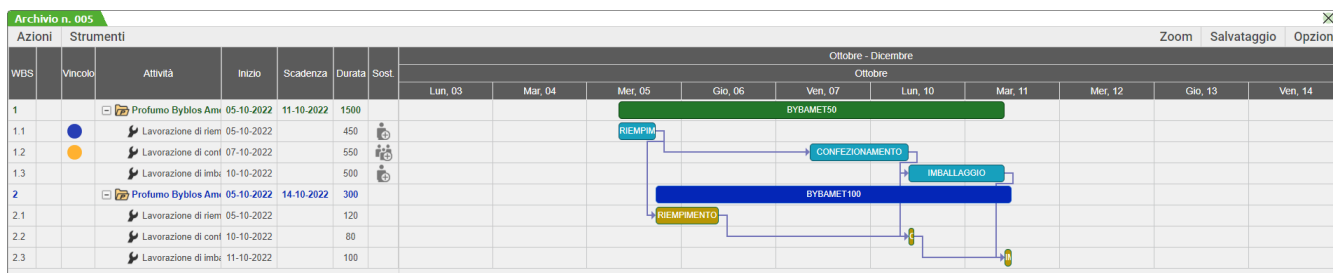 Archivio n. 005
Azioni Strumenti Zoom Salvataggio Opzion
Ottobre - Dicembre
WBS Vincolo Attività Inizio Scadenza Durata Sost. Ottobre
Lun, 03 Mar, 04 Mer, 05 Gio, 06 Ven, 07 Lun, 10 Mar, 11 Mer, 12 Gio, 13 Ven, 14
1 Profumo Byblos Ame 05-10-2022 11-10-2022 1500 BYBAMET50
1.1 Lavorazione di riem 05-10-2022 450 RIEMPIM
1.2 Lavorazione di conf 07-10-2022 550 CONFEZIONAMENTO
1.3 Lavorazione di imba 10-10-2022 500 IMBALLAGGIO
2 Profumo Byblos Ame 05-10-2022 14-10-2022 300 BYBAMET100
2.1 Lavorazione di riem 05-10-2022 120 RIEMPIMENTO
2.2 Lavorazione di conf 10-10-2022 80
2.3 Lavorazione di imba 11-10-2022 100